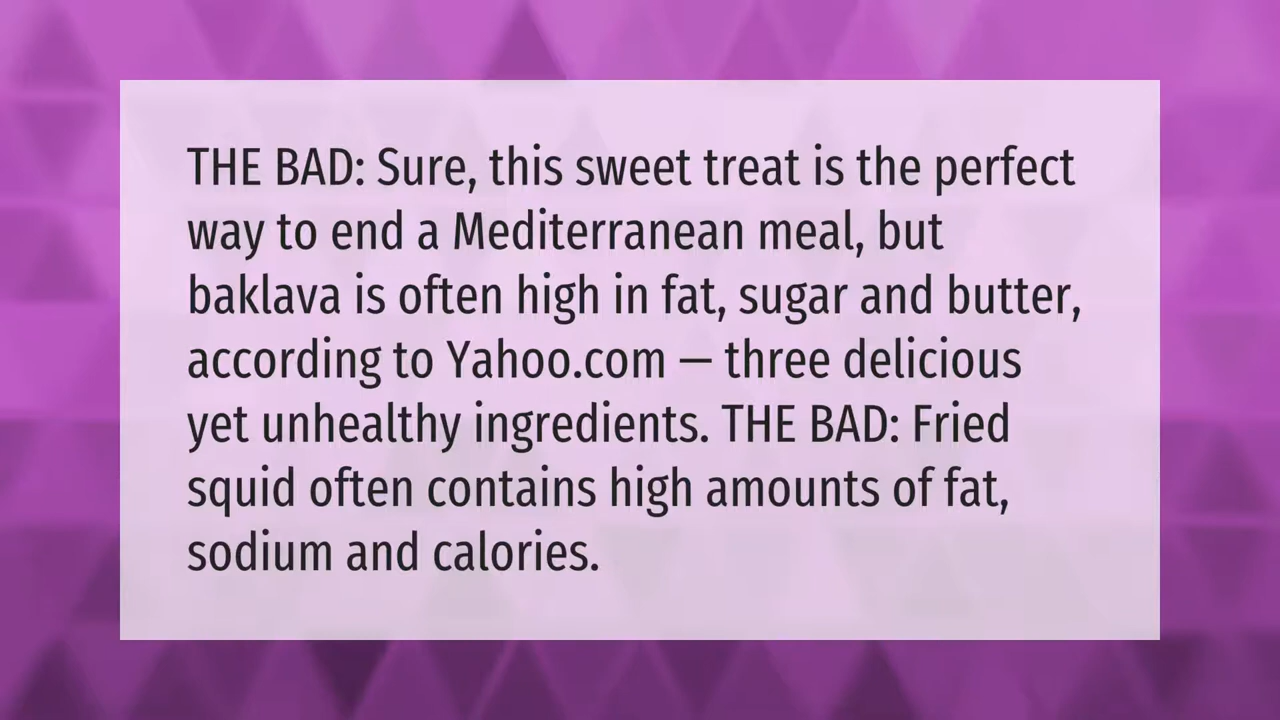 THE BAD: Sure, this sweet treat is the perfect
way to end a Mediterranean meal, but
baklava is often high in fat, sugar and butter,
according to Yahoo.com — three delicious
yet unhealthy ingredients. THE BAD: Fried
squid often contains high amounts of fat,
sodium and calories.